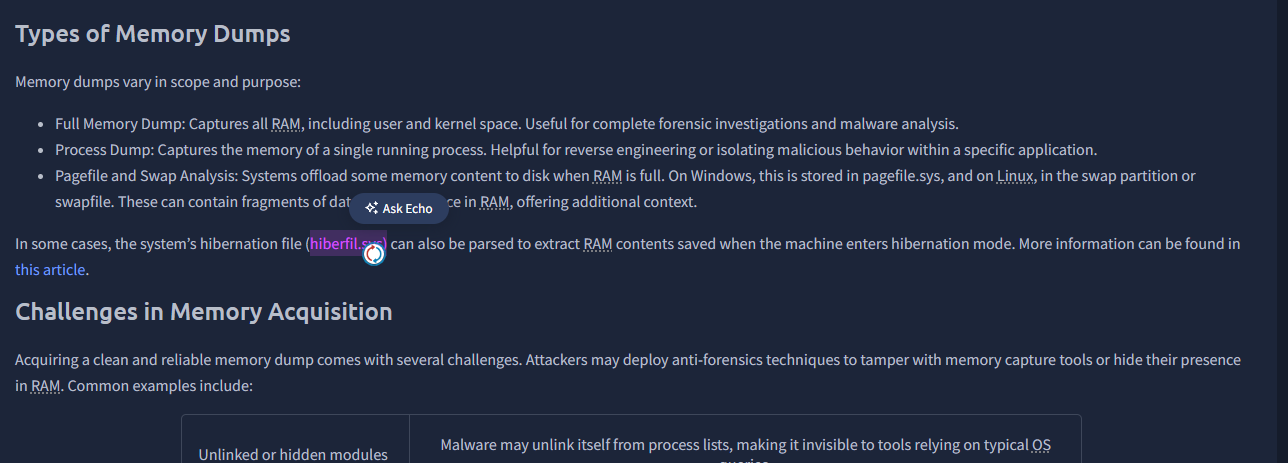 Types of Memory Dumps
Memory dumps vary in scope and purpose:
• Full Memory Dump: Captures all RAM, including user and kernel space. Useful for complete forensic investigations and malware analysis.
• Process Dump: Captures the memory of a single running process. Helpful for reverse engineering or isolating malicious behavior within a specific application.
• Pagefile and Swap Analysis: Systems offload some memory content to disk when RAM is full. On Windows, this is stored in pagefile.sys, and on Linux, in the swap partition or
swapfile. These can contain fragments of in RAM, offering additional context.
Ask Echo
In some cases, the system’s hibernation file (hiberfil.sys) can also be parsed to extract RAM contents saved when the machine enters hibernation mode. More information can be found in
this article.
Challenges in Memory Acquisition
Acquiring a clean and reliable memory dump comes with several challenges. Attackers may deploy anti-forensics techniques to tamper with memory capture tools or hide their presence
in RAM. Common examples include:
Unlinked or hidden modules
Malware may unlink itself from process lists, making it invisible to tools relying on typical OS